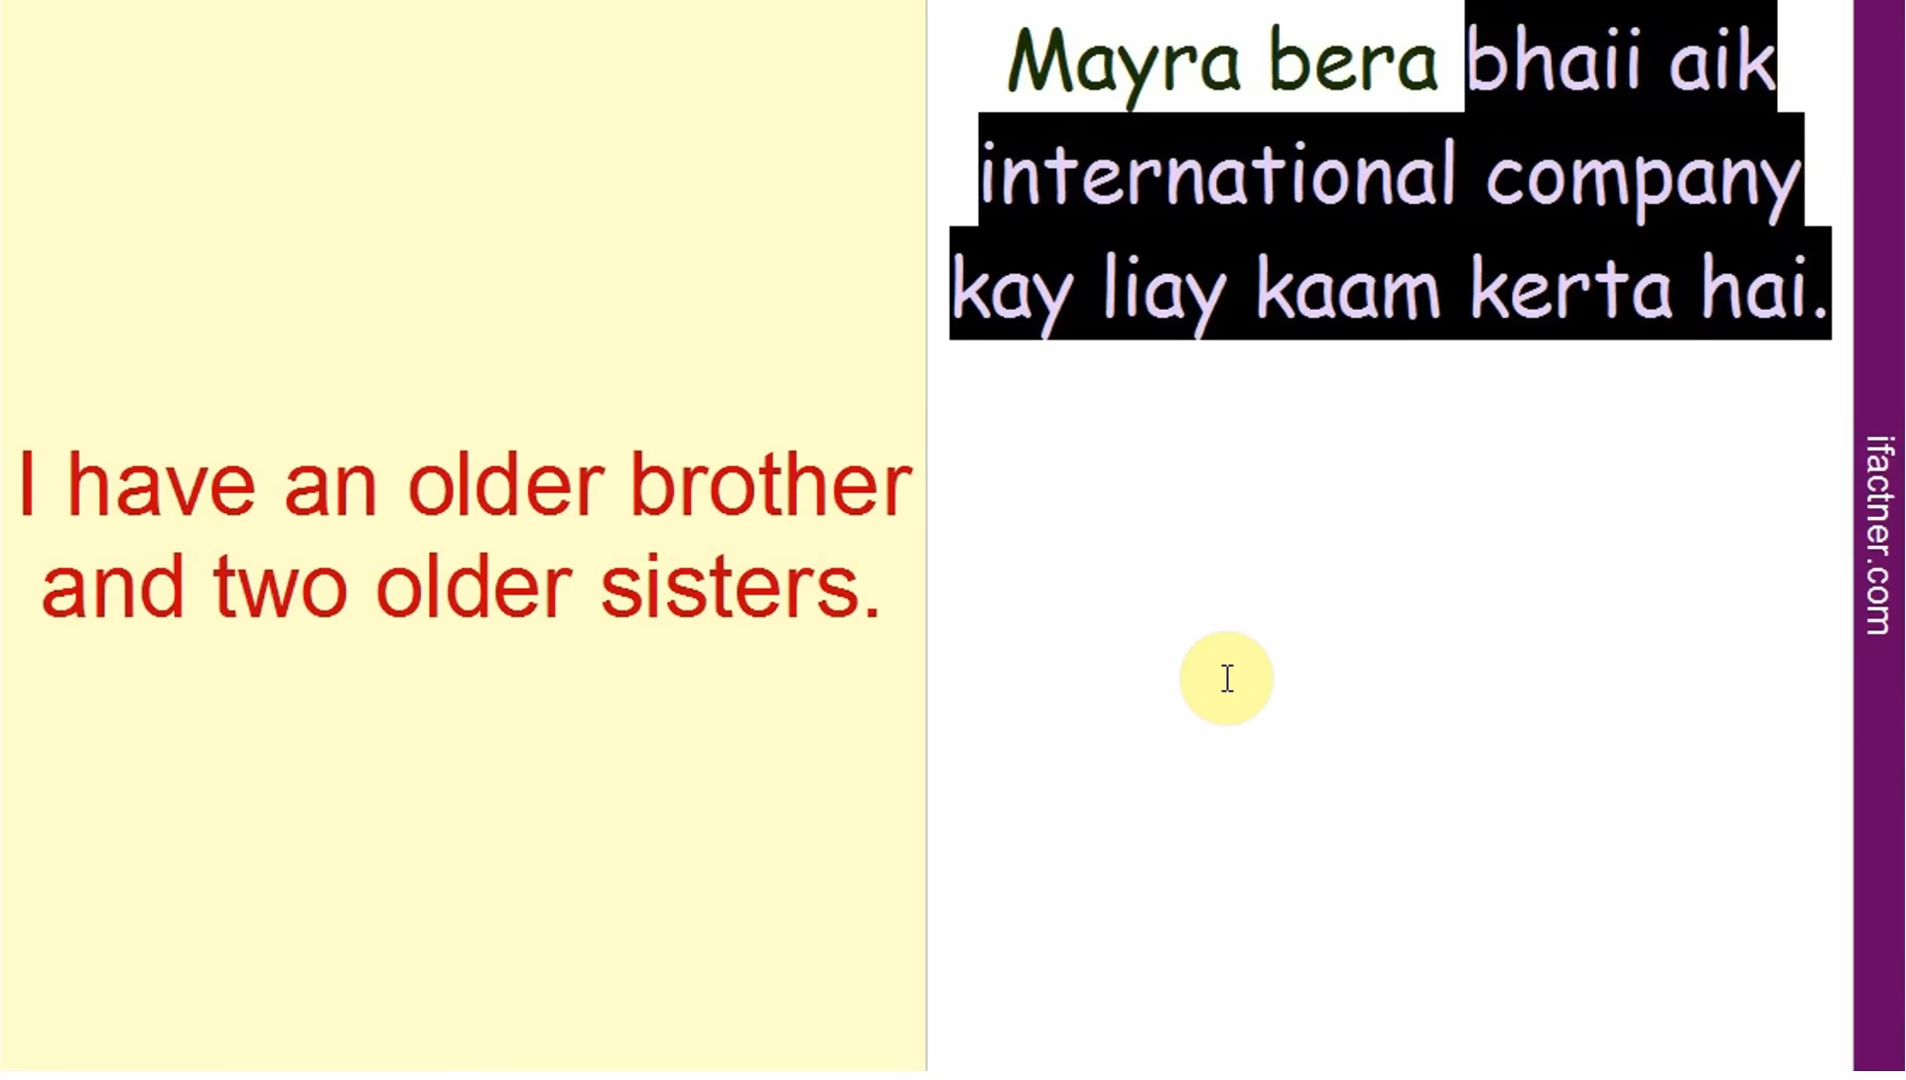 I have an older brother
and two older sisters.
Mayra bera bhaii aik
international company
kay liay kaam kerta hai.
ifactner.com